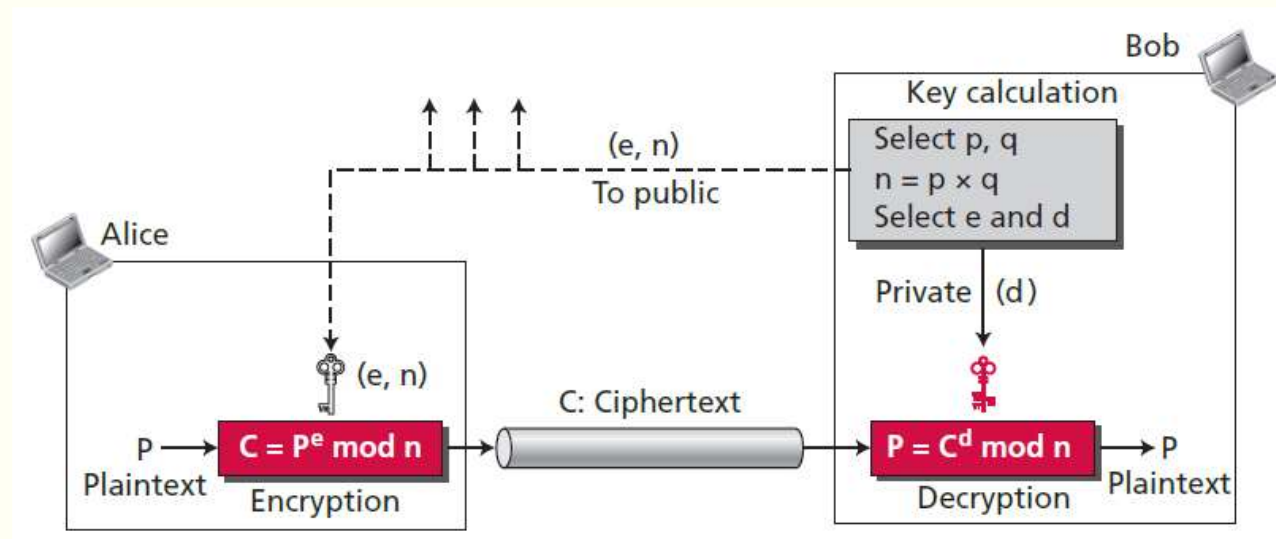 Bob
Key calculation
Select p, q
n = p × q
Select e and d
(e, n)
To public
Alice
Private (d)
(e, n)
C: Ciphertext
P
Plaintext
C = Pᵉ mod n
Encryption
P = Cᵈ mod n
Decryption
P
Plaintext